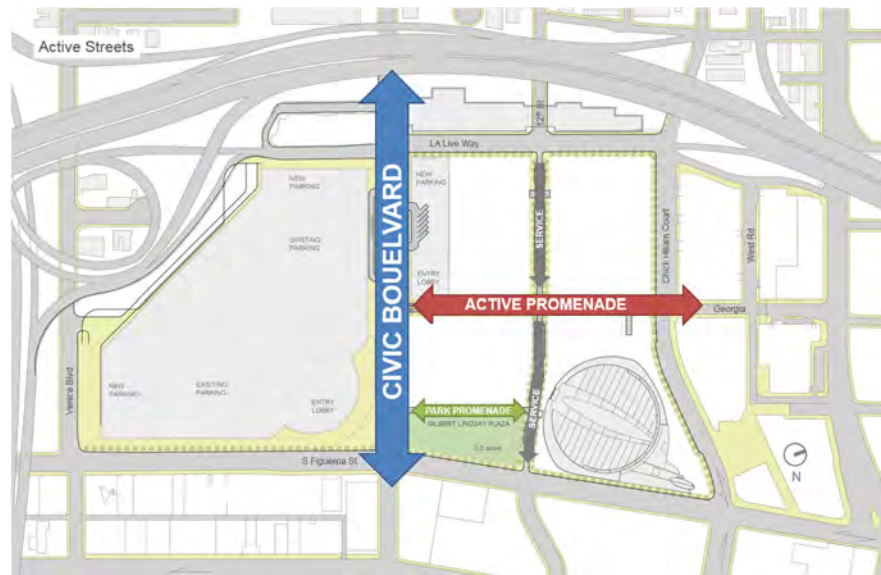 Active Streets
12th St
LA Live Way
NEW
PARKING
NEW
PARKING
CIVIC BOUELVARD
SERVICE
Chick Hearn Court
West Rd
EXISTING
PARKING
ENTRY
LOBBY
ACTIVE PROMENADE
Georgia
Venice Blvd
NEW
PARKING
EXISTING
PARKING
ENTRY
LOBBY
PARK PROMENADE
GILBERT LINDSAY PLAZA
SERVICE
S Figueroa St
N